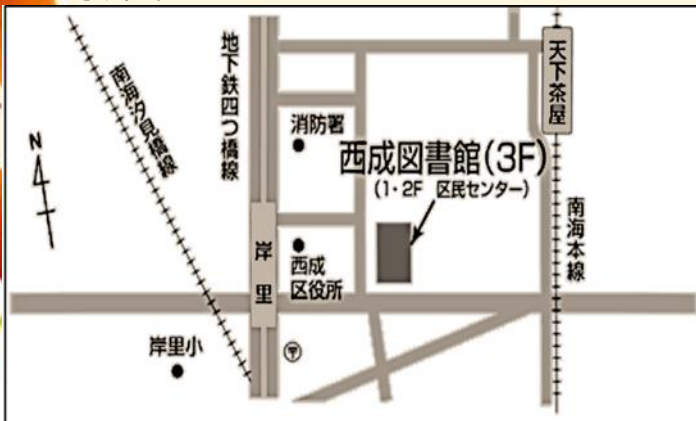 地下鉄四つ橋線
天下茶屋
南海汐見橋線
消防署
西成図書館(3F)
(1・2F 区民センター)
N
南海本線
岸里
西成
区役所
岸里小
〒